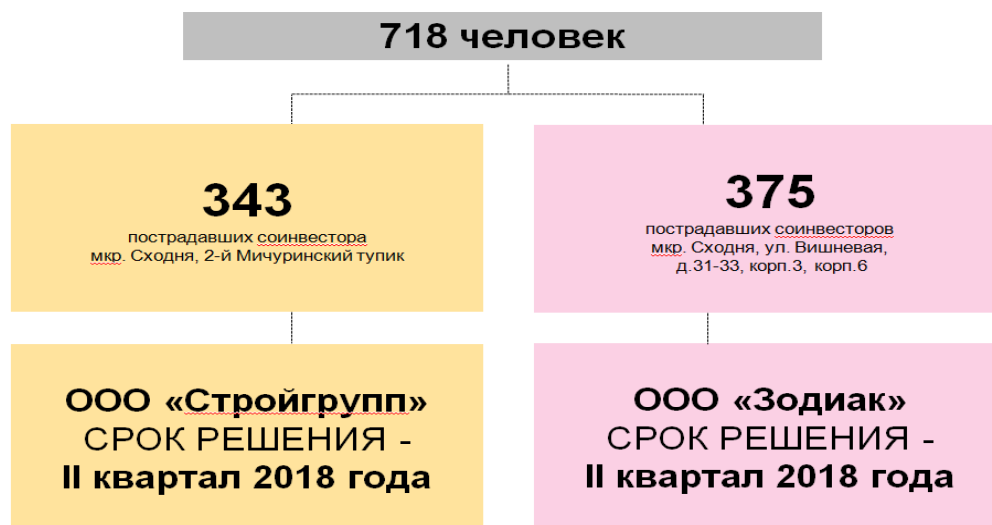 718 человек
343
пострадавших соинвестора
мкр. Сходня, 2-й Мичуринский тупик
375
пострадавших соинвесторов
мкр. Сходня, ул. Вишневая,
д.31-33, корп.3, корп.6
ООО «Стройгрупп»
СРОК РЕШЕНИЯ -
II квартал 2018 года
ООО «Зодиак»
СРОК РЕШЕНИЯ -
II квартал 2018 года